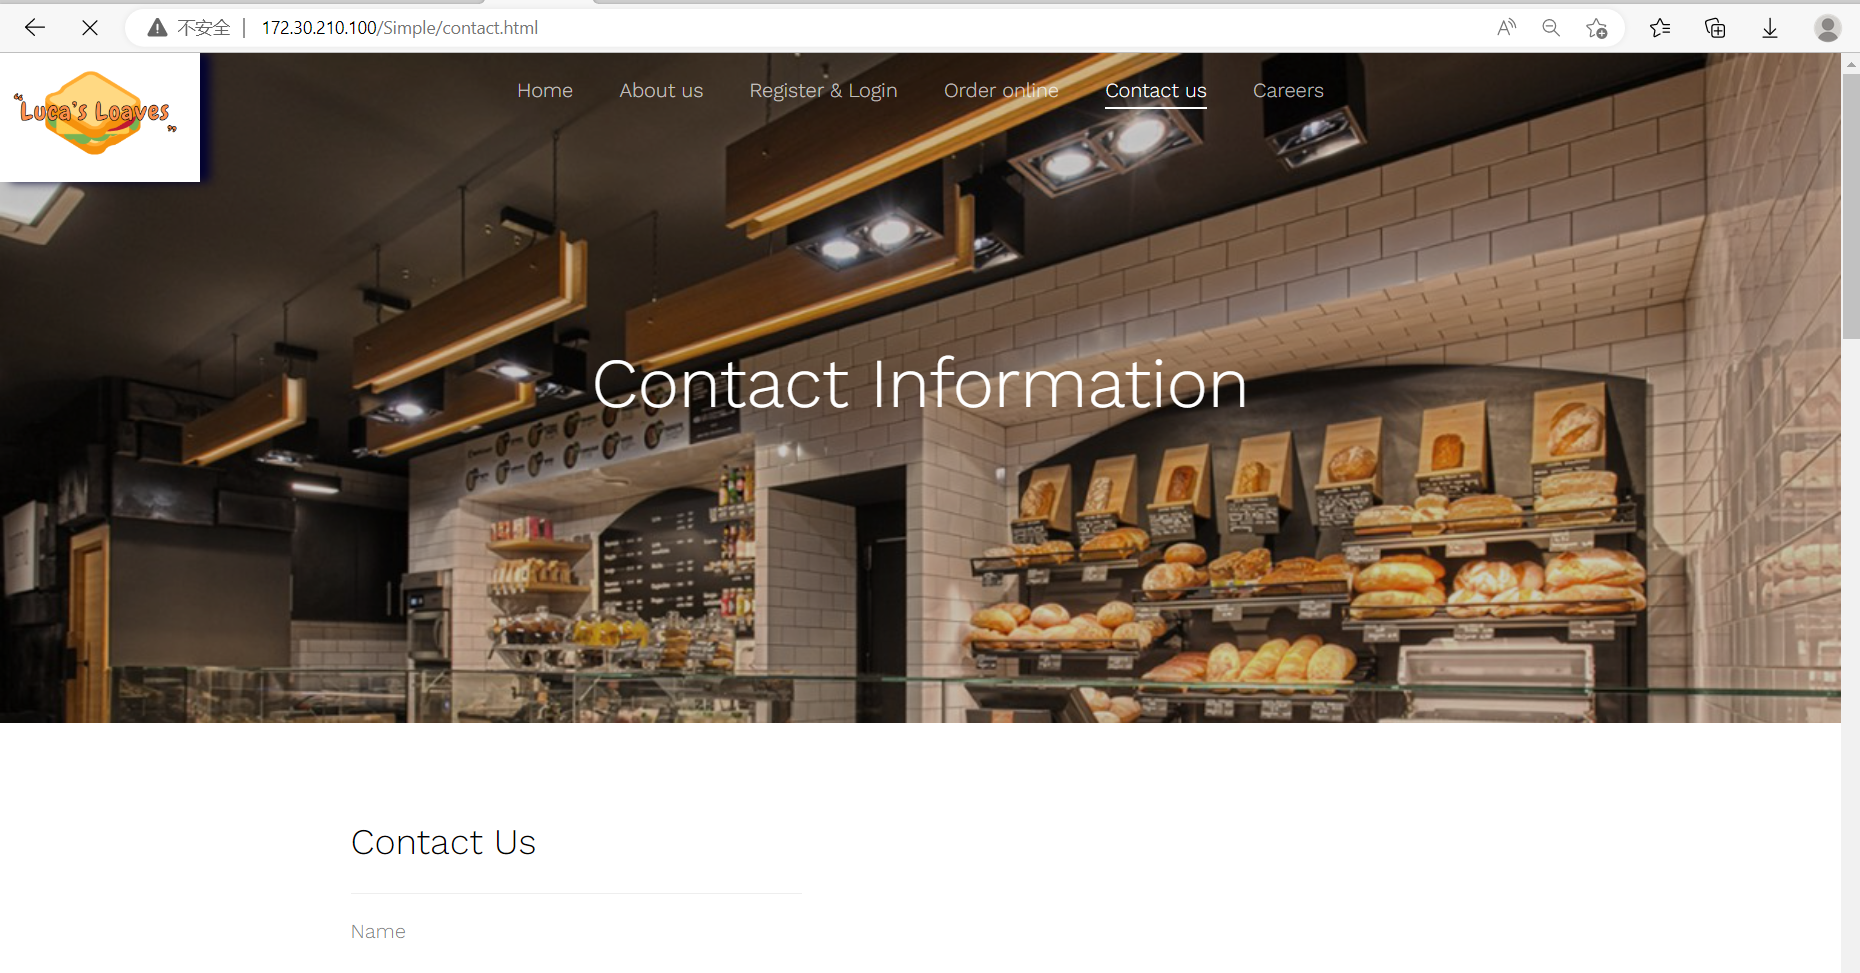 不安全 | 172.30.210.100/Simple/contact.html
"Luca's Loaves"
Home About us Register & Login Order online Contact us Careers
Contact Information
Contact Us
Name